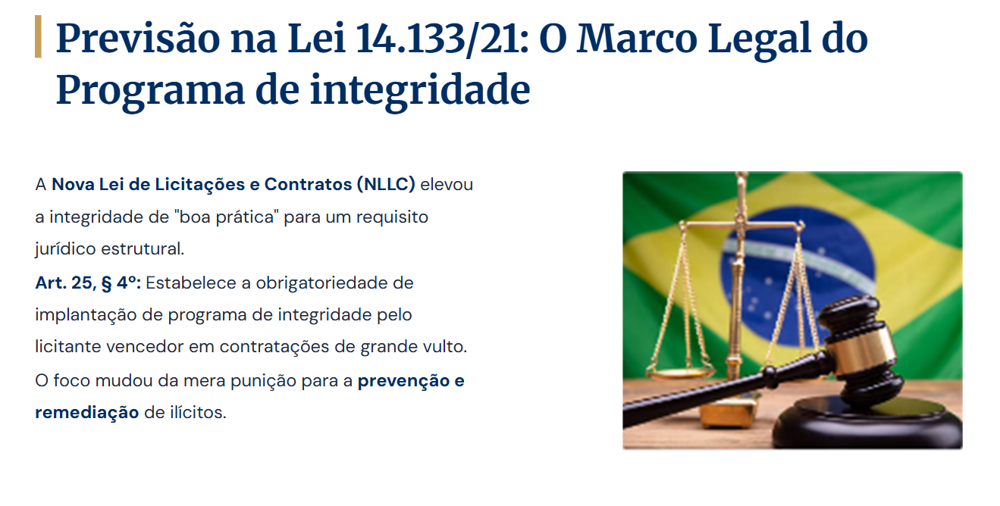 Previsão na Lei 14.133/21: O Marco Legal do
Programa de integridade
A Nova Lei de Licitações e Contratos (NLLC) elevou
a integridade de "boa prática" para um requisito
jurídico estrutural.
Art. 25, § 4º: Estabelece a obrigatoriedade de
implantação de programa de integridade pelo
licitante vencedor em contratações de grande vulto.
O foco mudou da mera punição para a prevenção e
remediação de ilícitos.